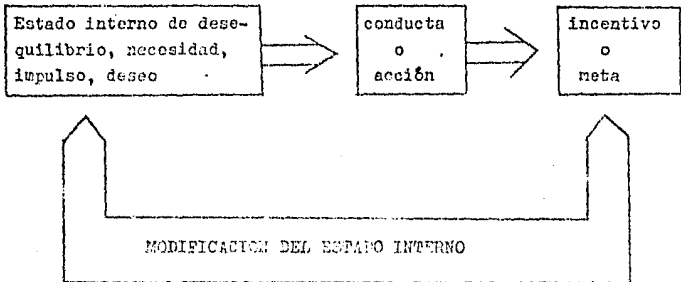 Estado interno de dese-
quilibrio, necesidad,
impulso, deseo
conducta
o
acción
incentivo
o
meta
MODIFICACION DEL ESTADO INTERNO